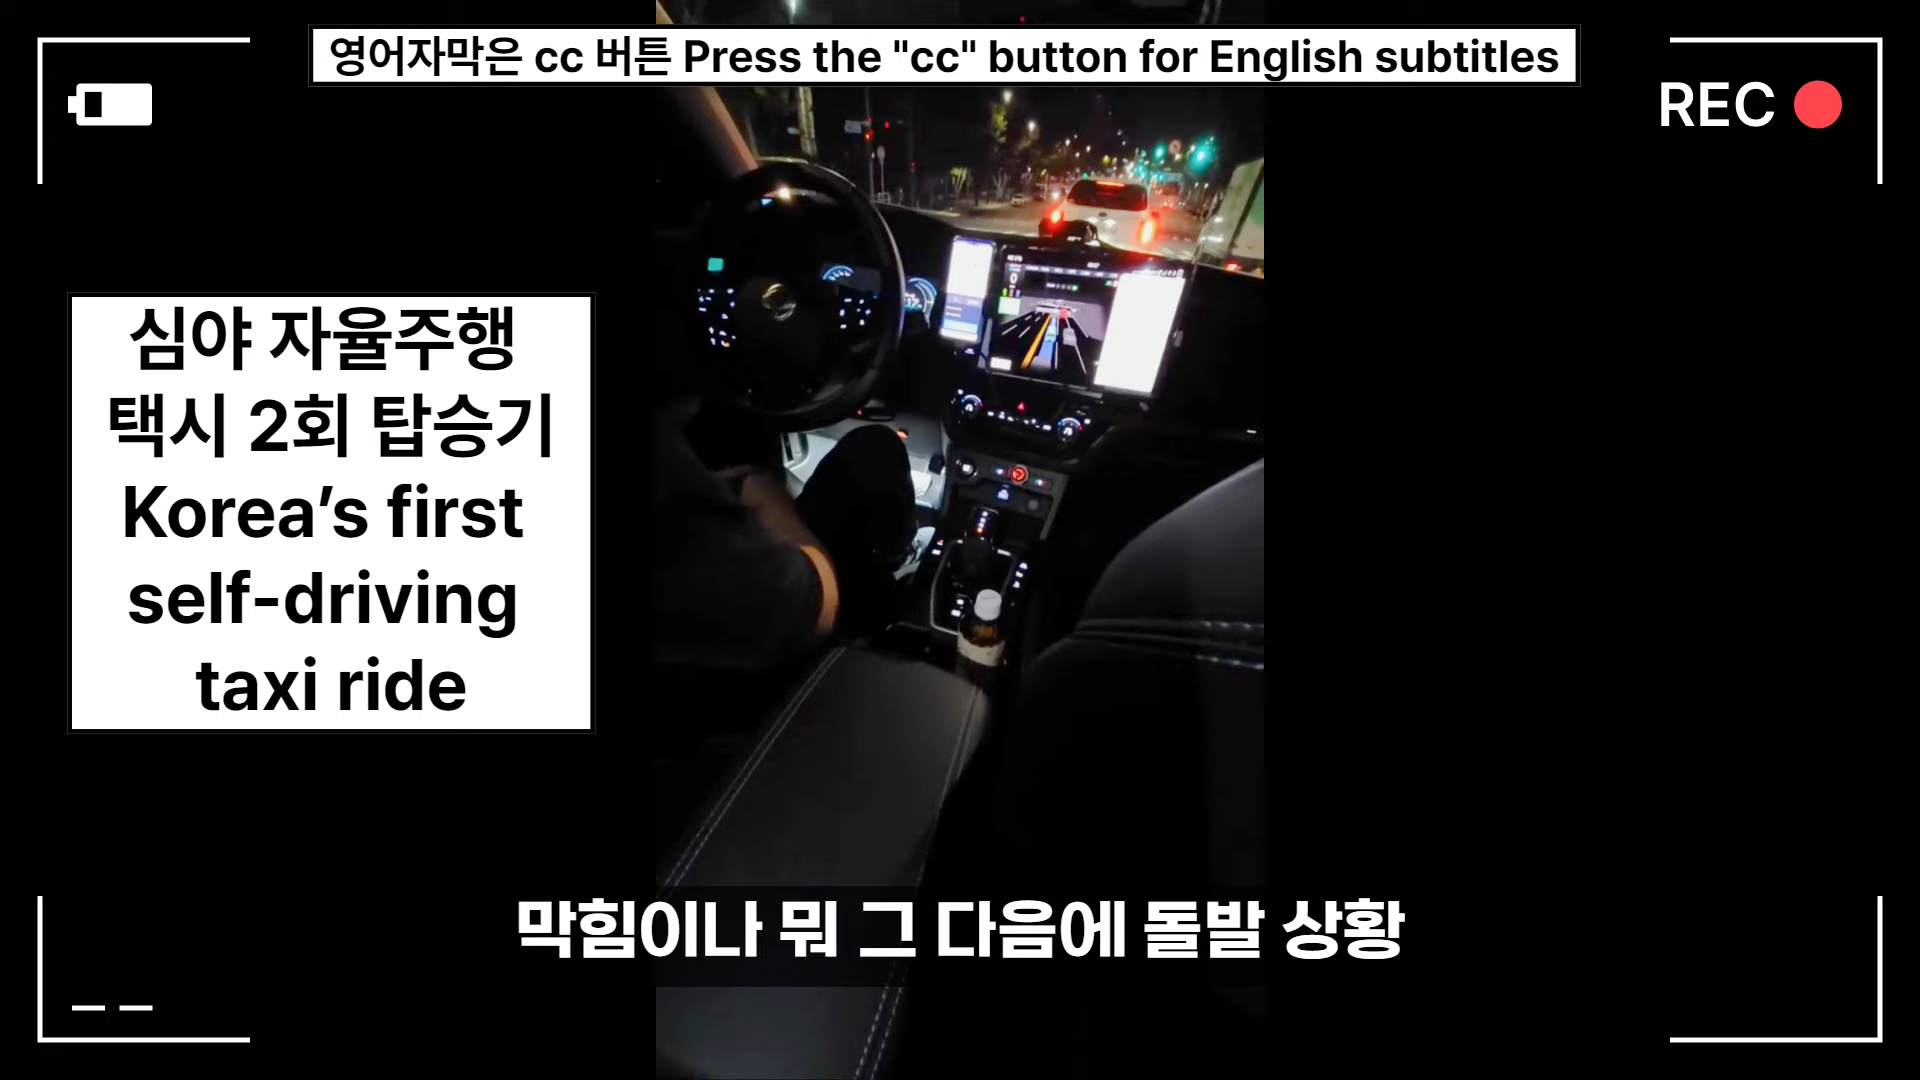 영어자막은 cc 버튼 Press the "cc" button for English subtitles
REC
심야 자율주행
택시 2회 탑승기
Korea’s first
self-driving
taxi ride
막힘이나 뭐 그 다음에 돌발 상황